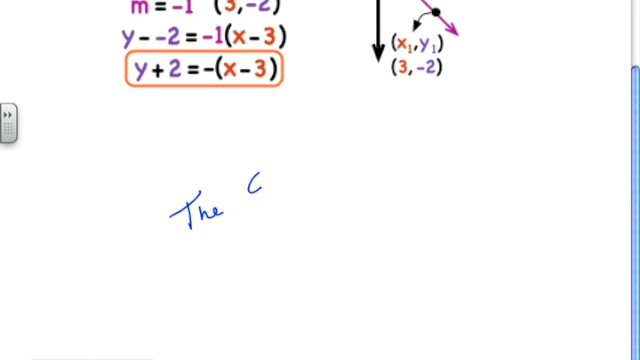 m = -1 (3, -2)
y - -2 = -1(x - 3)
y + 2 = -(x - 3)
(x₁, y₁)
(3, -2)
The C